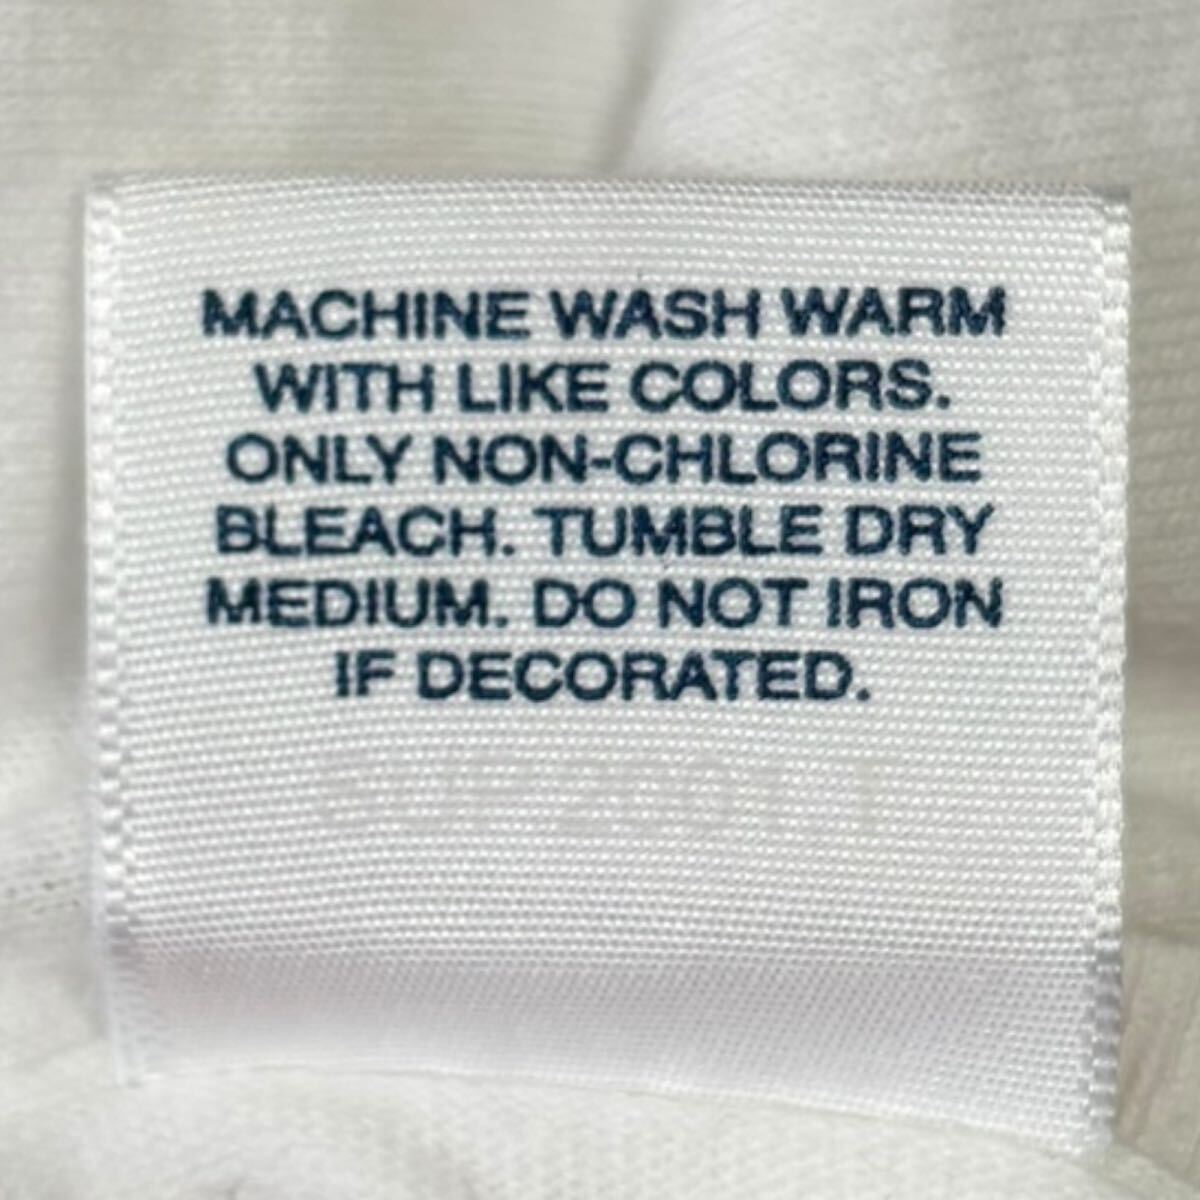 MACHINE WASH WARM
WITH LIKE COLORS.
ONLY NON-CHLORINE
BLEACH. TUMBLE DRY
MEDIUM. DO NOT IRON
IF DECORATED.